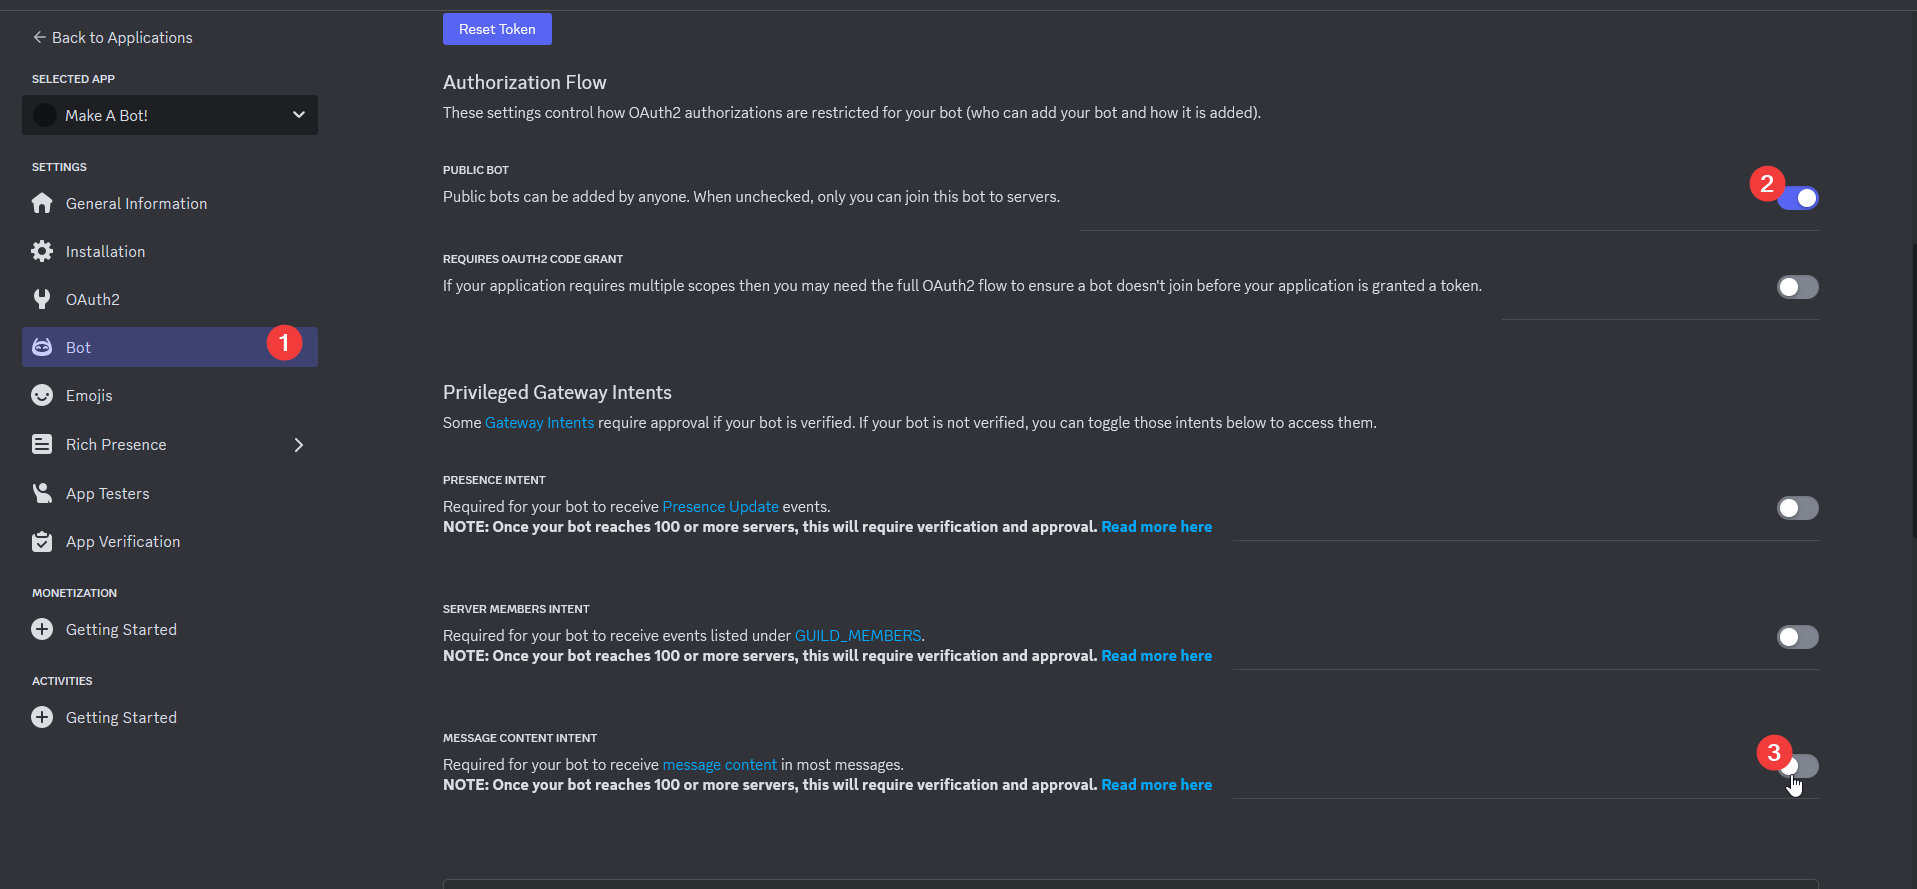 Back to Applications
SELECTED APP
Make A Bot!
SETTINGS
General Information
Installation
OAuth2
Bot
1
Emojis
Rich Presence
App Testers
App Verification
MONETIZATION
Getting Started
ACTIVITIES
Getting Started
Reset Token
Authorization Flow
These settings control how OAuth2 authorizations are restricted for your bot (who can add your bot and how it is added).
PUBLIC BOT
Public bots can be added by anyone. When unchecked, only you can join this bot to servers.
2
REQUIRES OAUTH2 CODE GRANT
If your application requires multiple scopes then you may need the full OAuth2 flow to ensure a bot doesn't join before your application is granted a token.
Privileged Gateway Intents
Some Gateway Intents require approval if your bot is verified. If your bot is not verified, you can toggle those intents below to access them.
PRESENCE INTENT
Required for your bot to receive Presence Update events.
NOTE: Once your bot reaches 100 or more servers, this will require verification and approval. Read more here
SERVER MEMBERS INTENT
Required for your bot to receive events listed under GUILD_MEMBERS.
NOTE: Once your bot reaches 100 or more servers, this will require verification and approval. Read more here
MESSAGE CONTENT INTENT
Required for your bot to receive message content in most messages.
NOTE: Once your bot reaches 100 or more servers, this will require verification and approval. Read more here
3